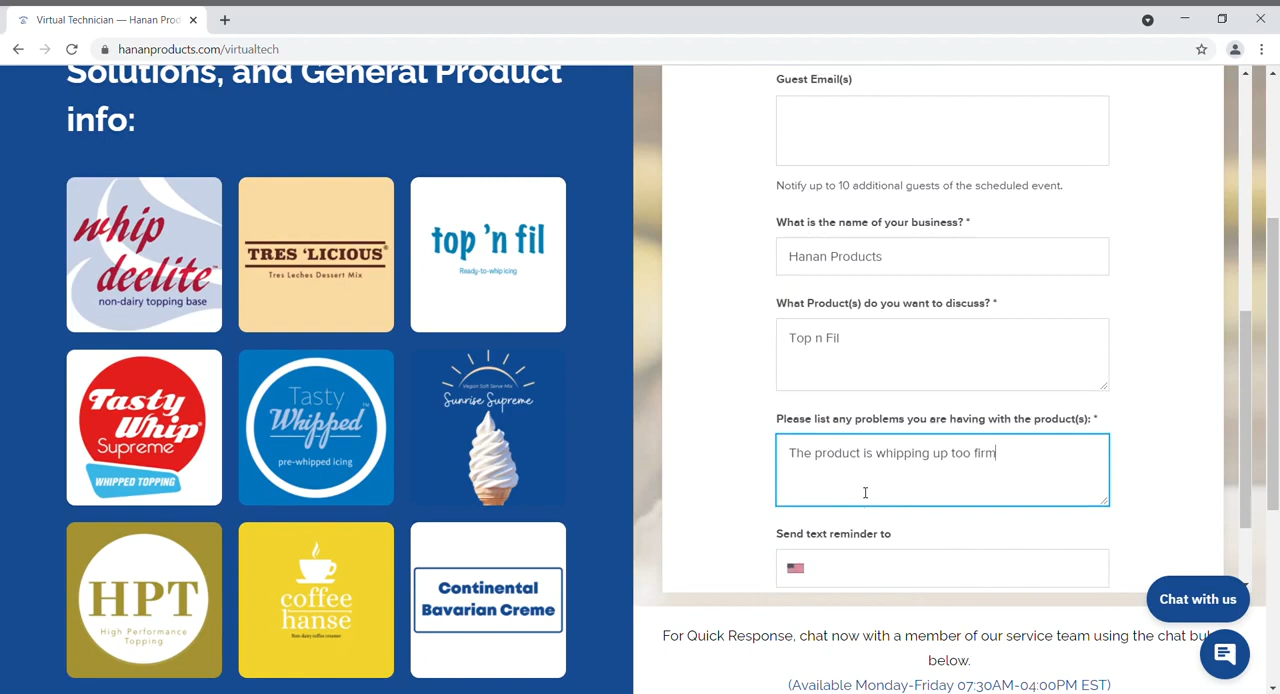 Virtual Technician — Hanan Prod
hananproducts.com/virtualtech
Solutions, and General Product
info:
whip
deelite™
non-dairy topping base
TRES 'LICIOUS®
Tres Leches Dessert Mix
top 'n fil
Ready-to-whip icing
Tasty
Whip®
Supreme
WHIPPED TOPPING
Tasty
Whipped™
pre-whipped icing
Vegan Soft Serve Mix
Sunrise Supreme
HPT
High Performance
Topping
coffee
hanse
Non-dairy coffee creamer
Continental
Bavarian Creme
Guest Email(s)
Notify up to 10 additional guests of the scheduled event.
What is the name of your business? *
Hanan Products
What Product(s) do you want to discuss? *
Top n Fil
Please list any problems you are having with the product(s): *
The product is whipping up too firm
Send text reminder to
Chat with us
For Quick Response, chat now with a member of our service team using the chat bu
below.
(Available Monday-Friday 07:30AM-04:00PM EST)